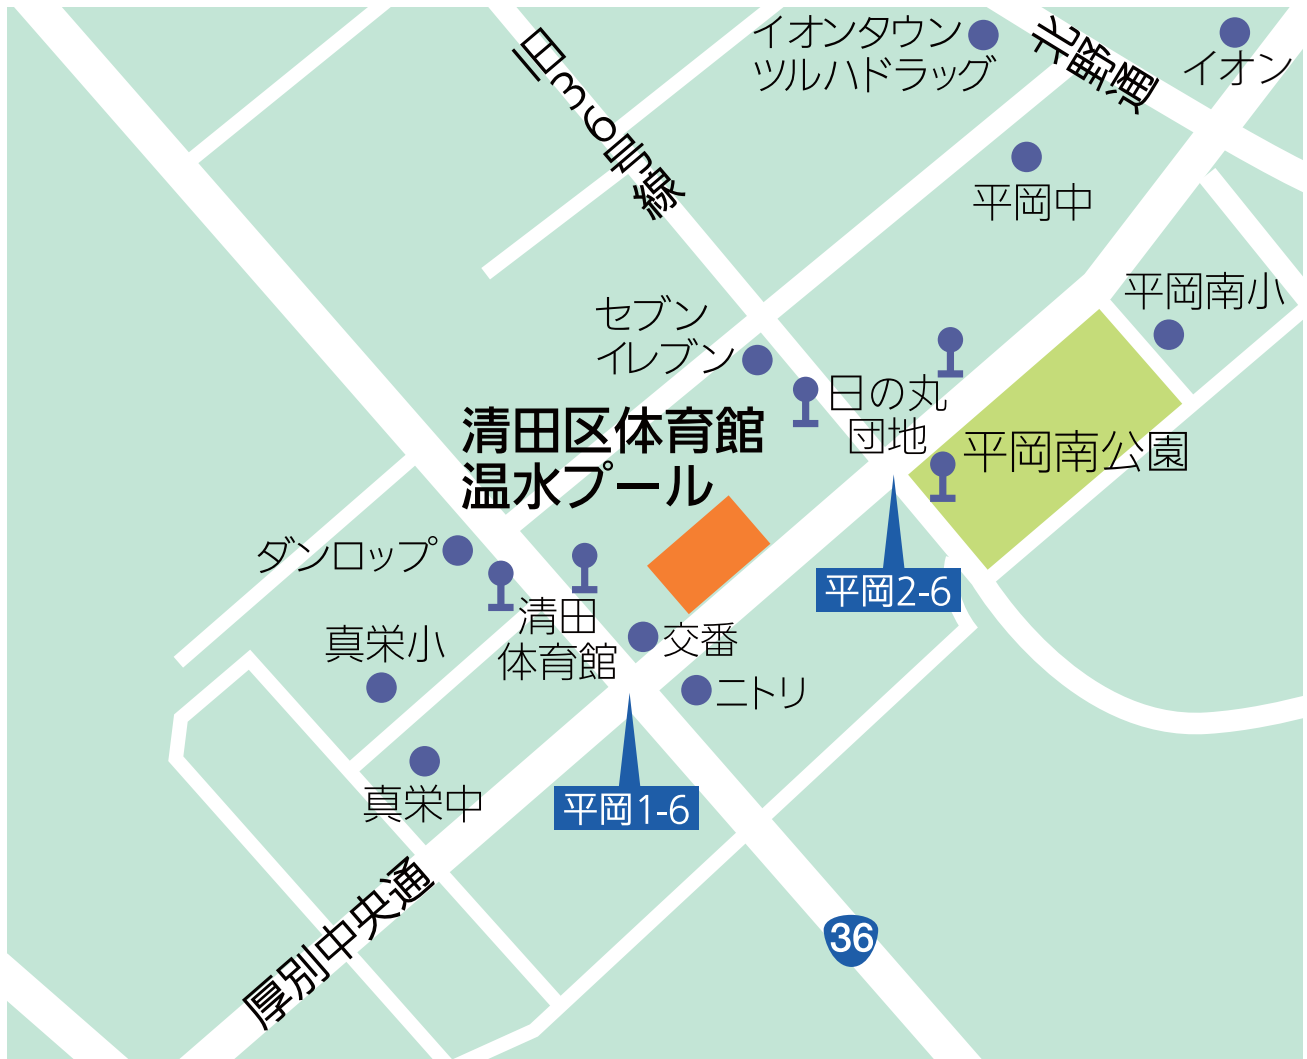 イオンタウン
ツルハドラッグ
北野通
イオン
旧36号線
平岡中
平岡南小
セブン
イレブン
日の丸
団地
平岡南公園
清田区体育館
温水プール
ダンロップ
平岡2-6
清田
体育館
交番
真栄小
ニトリ
真栄中
平岡1-6
厚別中央通
36